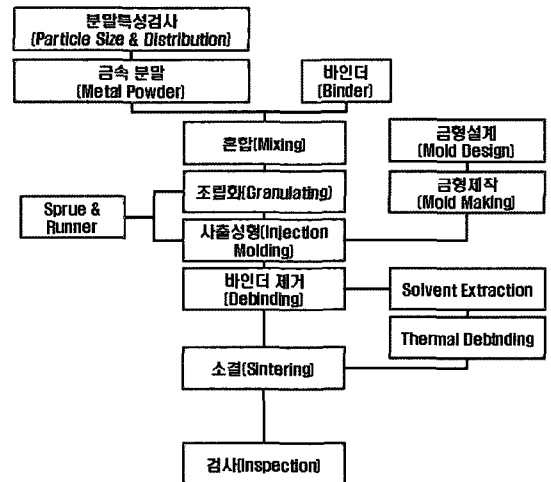 분말특성검사
(Particle Size & Distribution)
금속 분말
(Metal Powder)
바인더
(Binder)
혼합(Mixing)
금형설계
(Mold Design)
조립화(Granulating)
금형제작
(Mold Making)
Sprue &
Runner
사출성형(Injection
Molding)
바인더 제거
(Debinding)
Solvent Extraction
Thermal Debinding
소결(Sintering)
검사(Inspection)